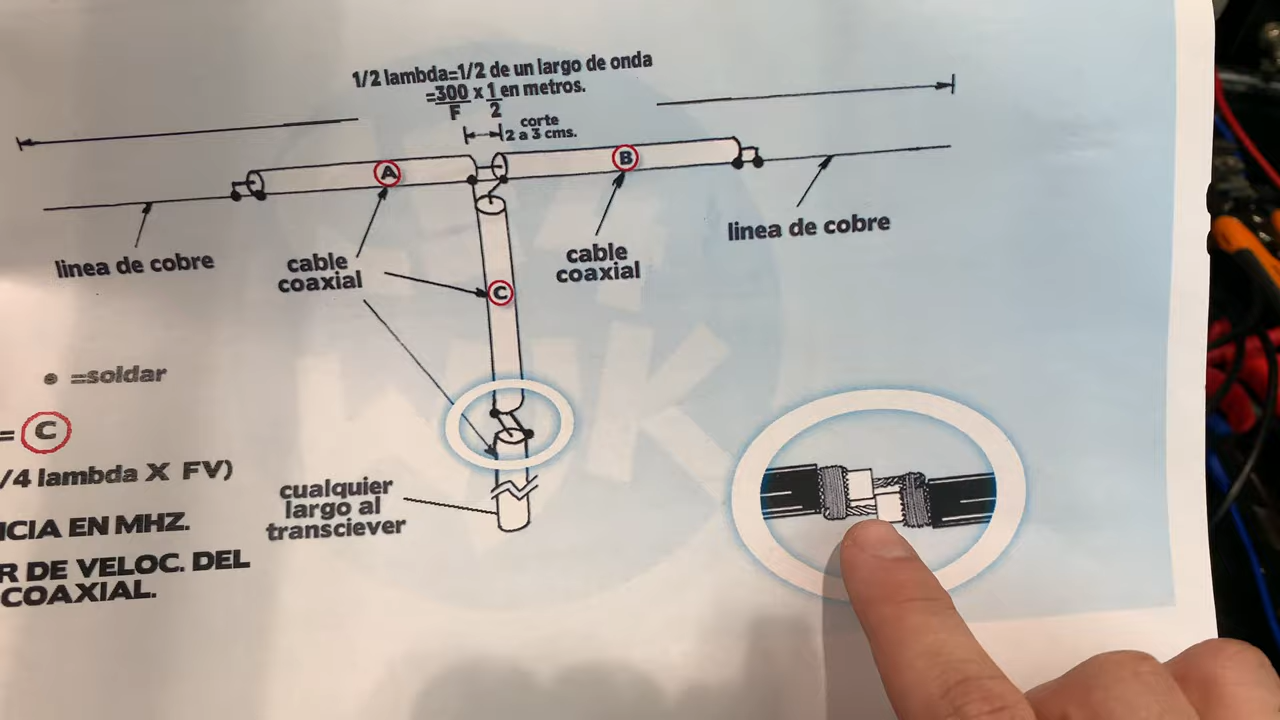 1/2 lambda=1/2 de un largo de onda
=300/F x 1/2 en metros.
corte
2 a 3 cms.
A
B
linea de cobre
cable
coaxial
C
cable
coaxial
linea de cobre
● =soldar
= C
/4 lambda X FV)
cualquier
largo al
transciever
NCIA EN MHZ.
R DE VELOC. DEL
COAXIAL.